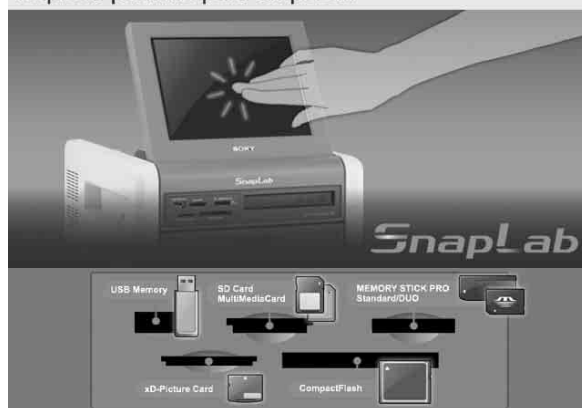 SONY
SnapLab
SnapLab
USB Memory
SD Card
MultiMediaCard
MEMORY STICK PRO
Standard/DUO
xD-Picture Card
CompactFlash